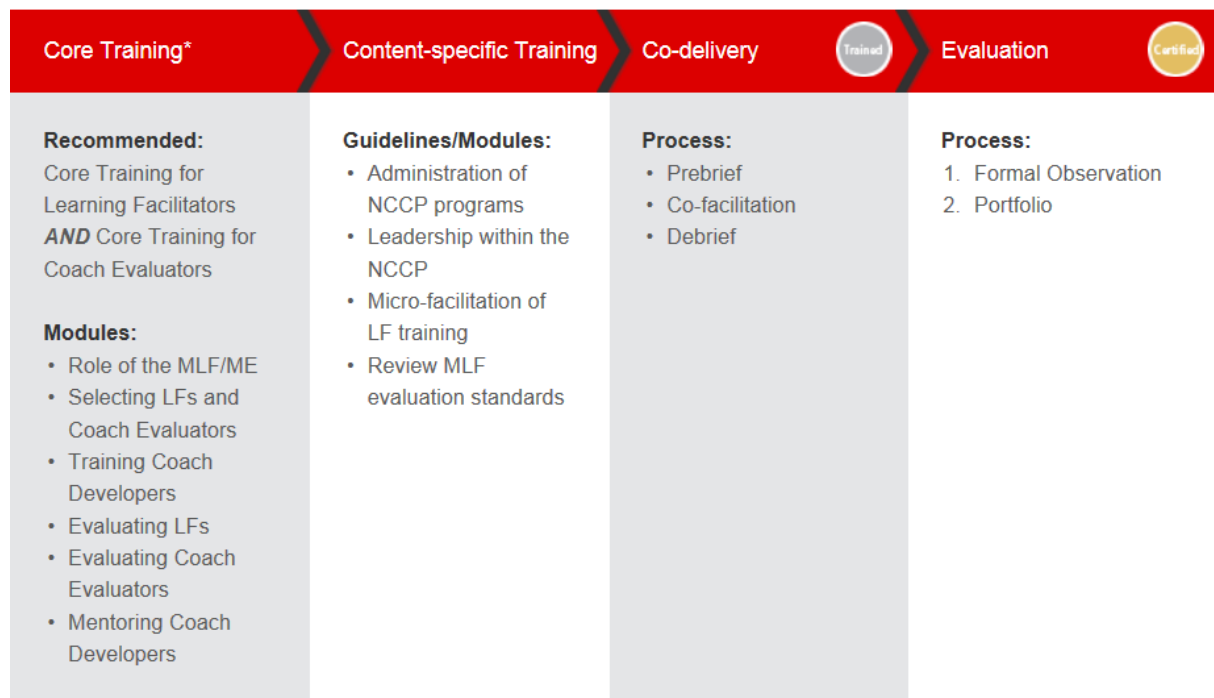 Core Training*
Content-specific Training
Co-delivery
Trained
Evaluation
Certified
Recommended:
Core Training for
Learning Facilitators
AND Core Training for
Coach Evaluators
Modules:
• Role of the MLF/ME
• Selecting LFs and
Coach Evaluators
• Training Coach
Developers
• Evaluating LFs
• Evaluating Coach
Evaluators
• Mentoring Coach
Developers
Guidelines/Modules:
• Administration of
NCCP programs
• Leadership within the
NCCP
• Micro-facilitation of
LF training
• Review MLF
evaluation standards
Process:
• Prebrief
• Co-facilitation
• Debrief
Process:
1. Formal Observation
2. Portfolio